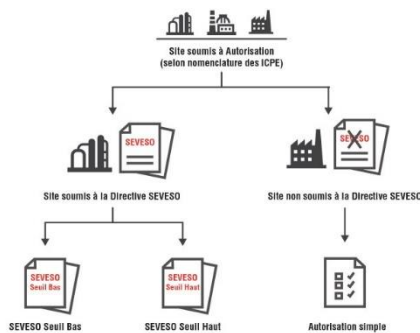 Site soumis à Autorisation
(selon nomenclature des ICPE)
SEVESO
SEVESO
Site soumis à la Directive SEVESO
Site non soumis à la Directive SEVESO
SEVESO
Seuil Bas
SEVESO
Seuil Haut
SEVESO Seuil Bas
SEVESO Seuil Haut
Autorisation simple